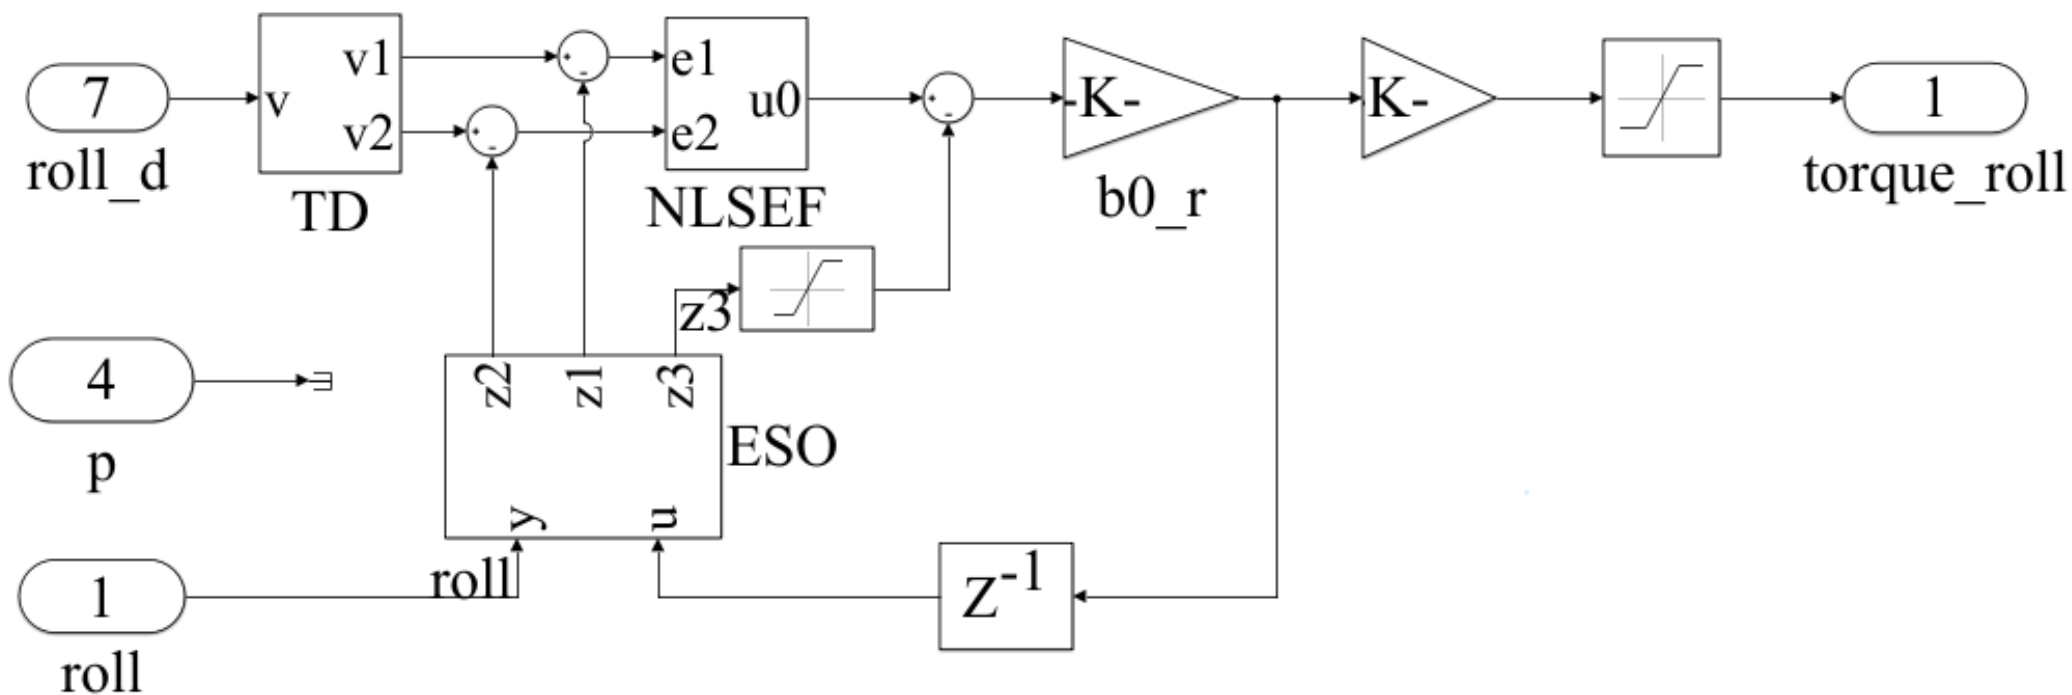 7
roll_d
v
v1
v2
TD
+
-
+
-
e1
e2
u0
NLSEF
+
-
-K-
b0_r
K-
1
torque_roll
z3
4
p
z2
z1
z3
y
u
ESO
1
roll
roll
Z-1